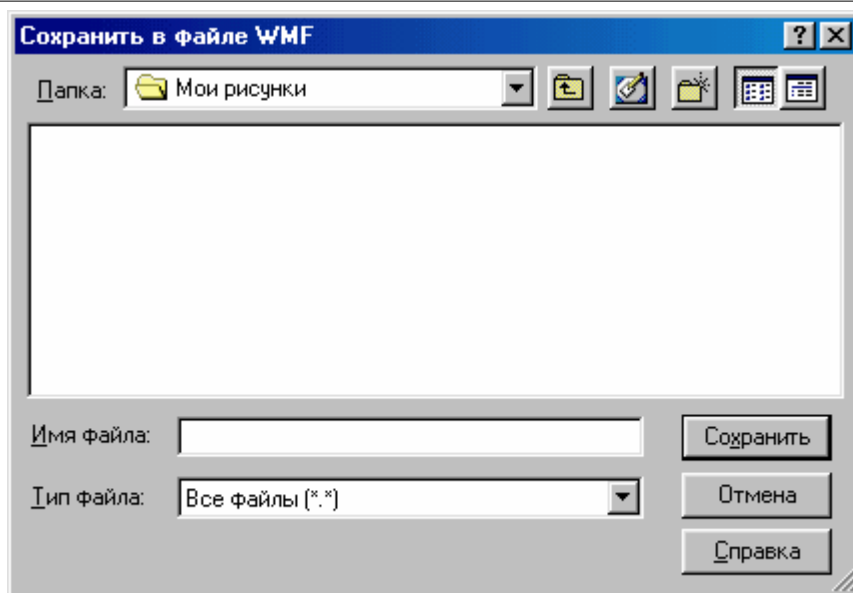 Сохранить в файле WMF
Папка: Мои рисунки
Имя файла:
Сохранить
Тип файла: Все файлы (*.*)
Отмена
Справка